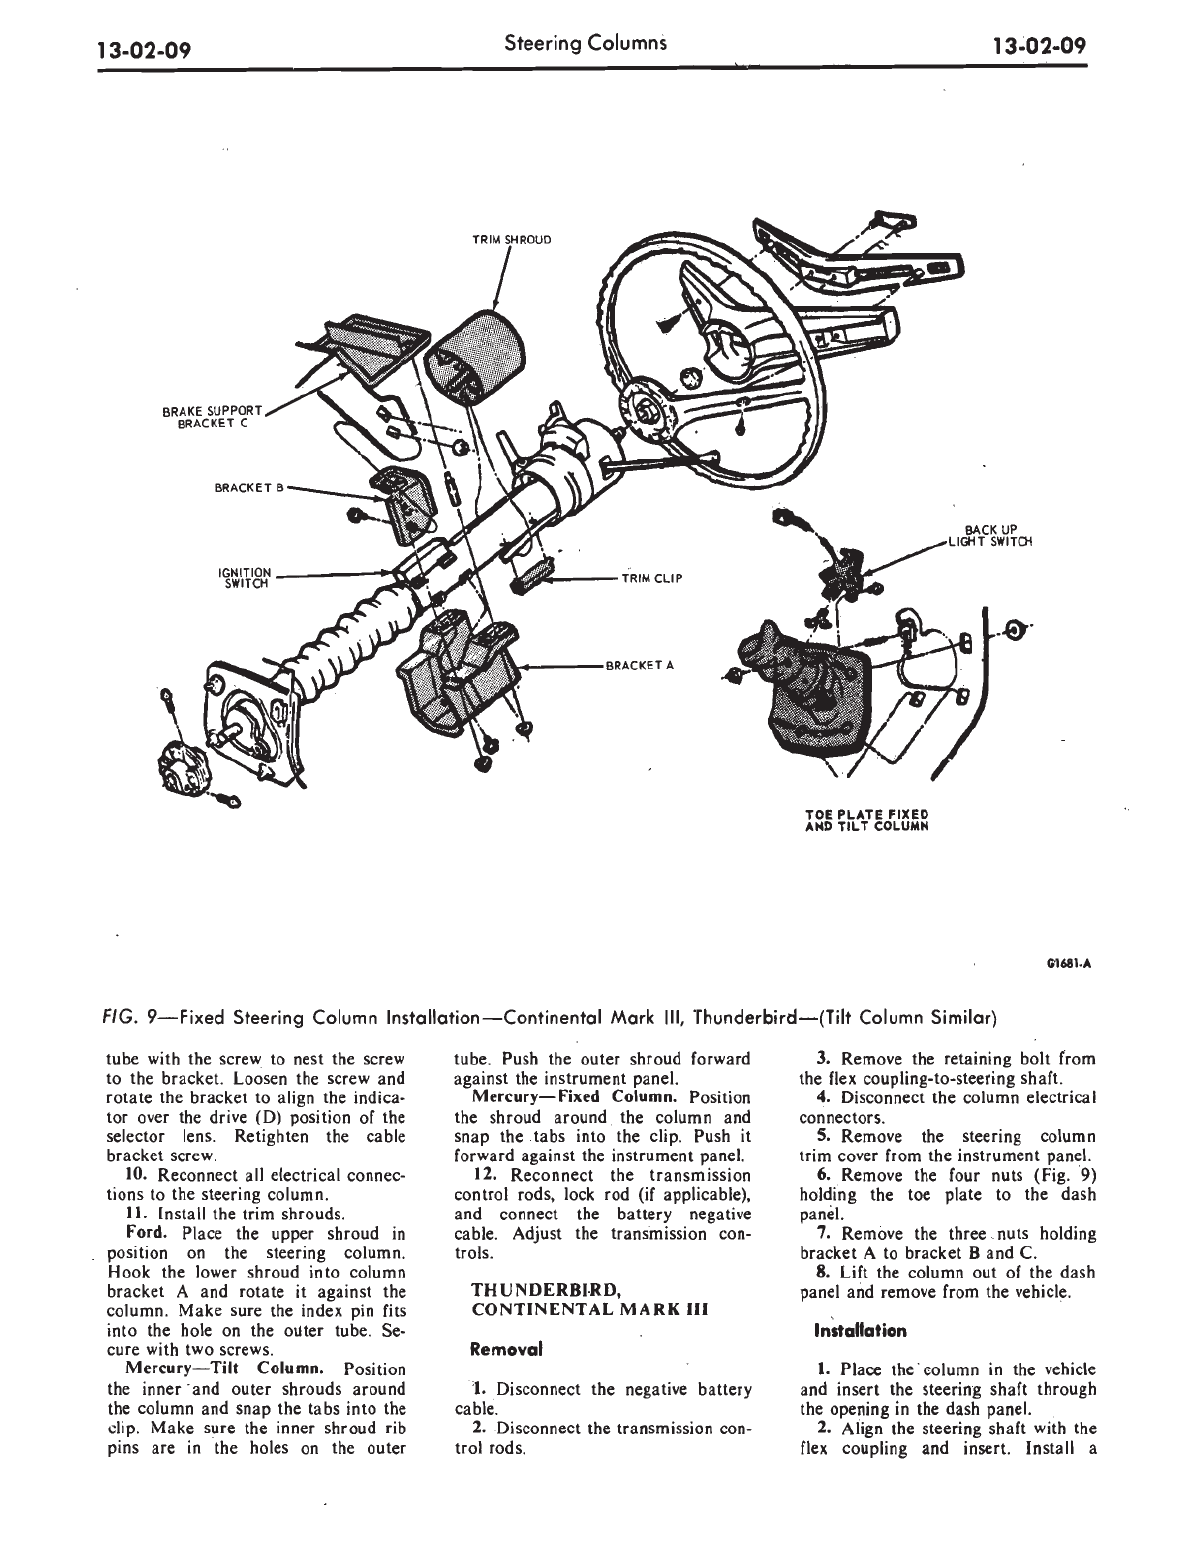 13-02-09
Steering Columns
13-02-09
TRIM SHROUD
BRAKE SUPPORT
BRACKET C
BRACKET B
IGNITION
SWITCH
TRIM CLIP
BRACKET A
BACK UP
LIGHT SWITCH
TOE PLATE FIXED
AND TILT COLUMN
G1681-A
FIG. 9—Fixed Steering Column Installation—Continental Mark III, Thunderbird—(Tilt Column Similar)
tube with the screw to nest the screw
to the bracket. Loosen the screw and
rotate the bracket to align the indica-
tor over the drive (D) position of the
selector lens. Retighten the cable
bracket screw.
10. Reconnect all electrical connec-
tions to the steering column.
11. Install the trim shrouds.
Ford. Place the upper shroud in
position on the steering column.
Hook the lower shroud into column
bracket A and rotate it against the
column. Make sure the index pin fits
into the hole on the outer tube. Se-
cure with two screws.
Mercury—Tilt Column. Position
the inner and outer shrouds around
the column and snap the tabs into the
clip. Make sure the inner shroud rib
pins are in the holes on the outer
tube. Push the outer shroud forward
against the instrument panel.
Mercury—Fixed Column. Position
the shroud around the column and
snap the tabs into the clip. Push it
forward against the instrument panel.
12. Reconnect the transmission
control rods, lock rod (if applicable),
and connect the battery negative
cable. Adjust the transmission con-
trols.
THUNDERBIRD,
CONTINENTAL MARK III
Removal
1. Disconnect the negative battery
cable.
2. Disconnect the transmission con-
trol rods.
3. Remove the retaining bolt from
the flex coupling-to-steering shaft.
4. Disconnect the column electrical
connectors.
5. Remove the steering column
trim cover from the instrument panel.
6. Remove the four nuts (Fig. 9)
holding the toe plate to the dash
panel.
7. Remove the three nuts holding
bracket A to bracket B and C.
8. Lift the column out of the dash
panel and remove from the vehicle.
Installation
1. Place the column in the vehicle
and insert the steering shaft through
the opening in the dash panel.
2. Align the steering shaft with the
flex coupling and insert. Install a